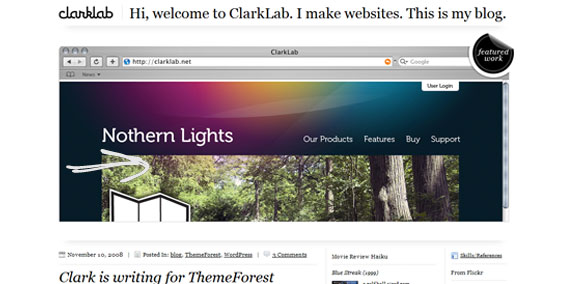 clarklab Hi, welcome to ClarkLab. I make websites. This is my blog.
featured
work
ClarkLab
http://clarklab.net
Google
News
User Login
Nothern Lights
Our Products Features Buy Support
November 10, 2008 | Posted In: blog, ThemeForest, WordPress | 2 Comments
Clark is writing for ThemeForest
Movie Review Haiku
Blue Streak (1999)
Skills/References
From Flickr